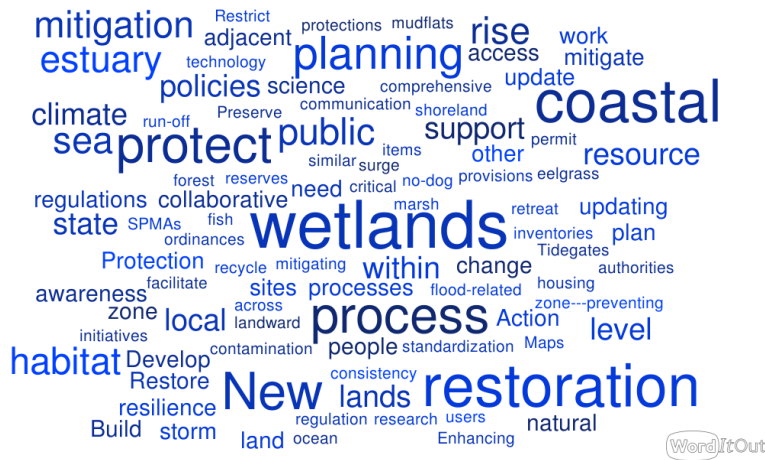 mitigation Restrict protections mudflats rise work
adjacent
estuary technology planning access mitigate
policies science comprehensive update coastal
climate Preserve communication shoreland
run-off
sea protect public support permit
items other resource
similar surge
forest reserves need critical no-dog provisions eelgrass
regulations collaborative
state SPMAs fish wetlands marsh retreat updating
ordinances inventories plan
Tidegates
Protection recycle mitigating within change authorities
facilitate
awareness sites processes flood-related housing
zone across zone---preventing
local landward process Action level
initiatives
habitat Develop contamination people standardization Maps
Restore New consistency lands restoration
resilience
Build storm regulation research users natural
land ocean Enhancing
WordItOut